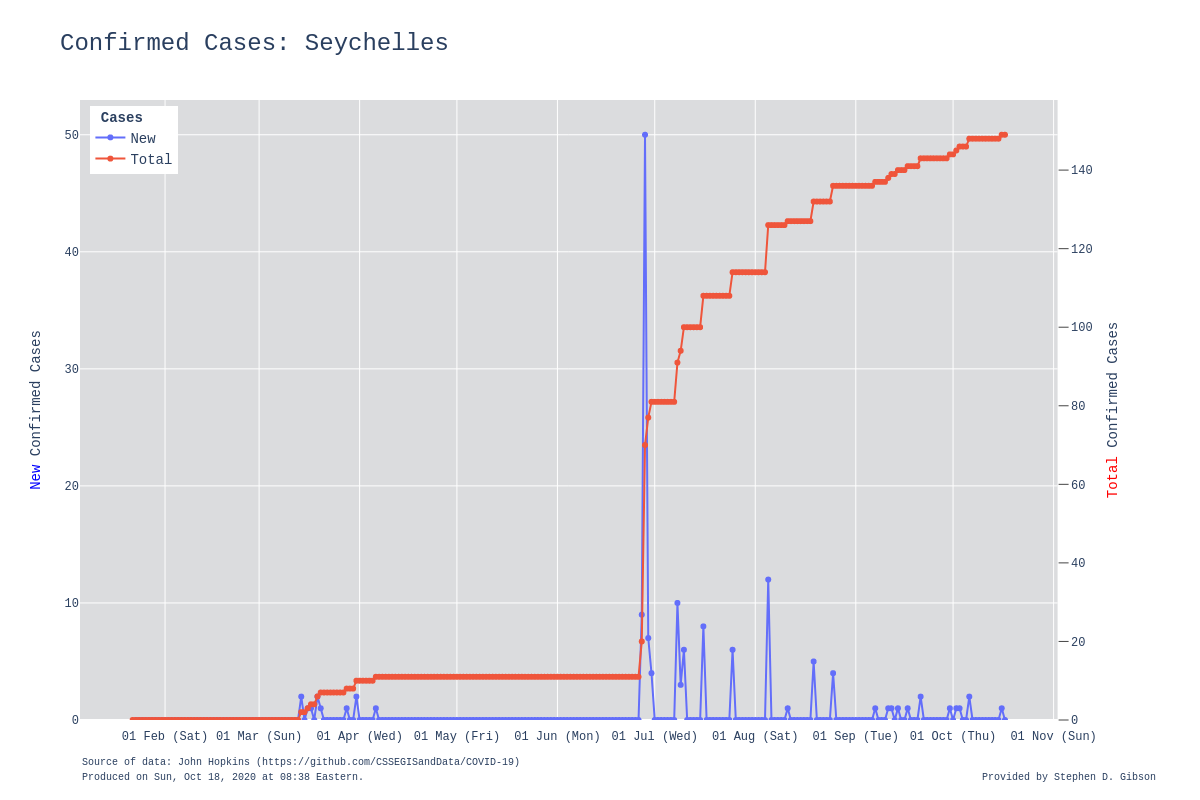 Confirmed Cases: Seychelles
Cases
New
Total
50
40
30
20
10
0
140
120
100
80
60
40
20
0
New Confirmed Cases
Total Confirmed Cases
01 Feb (Sat) 01 Mar (Sun) 01 Apr (Wed) 01 May (Fri) 01 Jun (Mon) 01 Jul (Wed) 01 Aug (Sat) 01 Sep (Tue) 01 Oct (Thu) 01 Nov (Sun)
Source of data: John Hopkins (https://github.com/CSSEGISandData/COVID-19)
Produced on Sun, Oct 18, 2020 at 08:38 Eastern.
Provided by Stephen D. Gibson